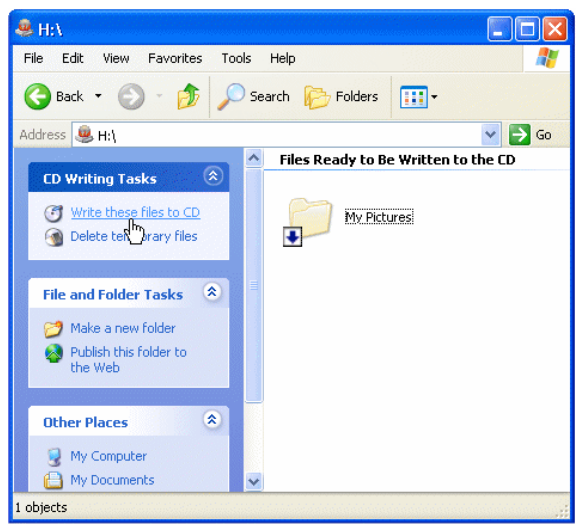 H:\
File Edit View Favorites Tools Help
Back Search Folders
Address H:\ Go
CD Writing Tasks
Write these files to CD
Delete temporary files
File and Folder Tasks
Make a new folder
Publish this folder to
the Web
Other Places
My Computer
My Documents
Files Ready to Be Written to the CD
My Pictures
1 objects